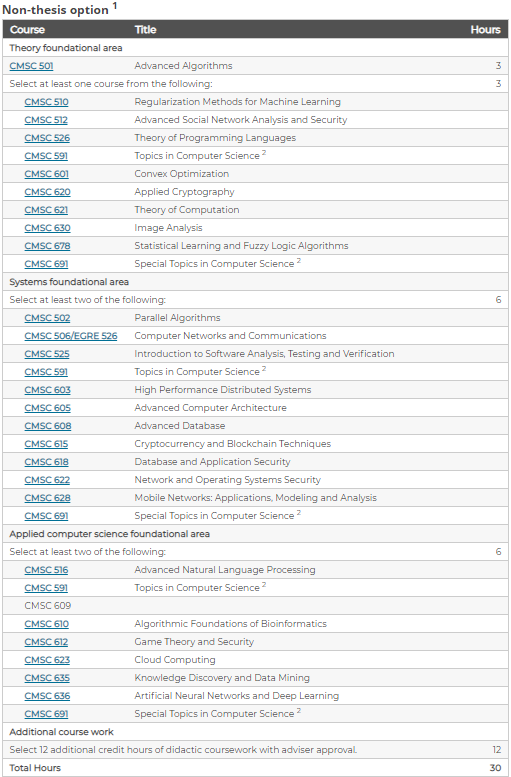 Non-thesis option 1
Course Title Hours
Theory foundational area
CMSC 501 Advanced Algorithms 3
Select at least one course from the following: 3
CMSC 510 Regularization Methods for Machine Learning
CMSC 512 Advanced Social Network Analysis and Security
CMSC 526 Theory of Programming Languages
CMSC 591 Topics in Computer Science 2
CMSC 601 Convex Optimization
CMSC 620 Applied Cryptography
CMSC 621 Theory of Computation
CMSC 630 Image Analysis
CMSC 678 Statistical Learning and Fuzzy Logic Algorithms
CMSC 691 Special Topics in Computer Science 2
Systems foundational area
Select at least two of the following: 6
CMSC 502 Parallel Algorithms
CMSC 506/EGRE 526 Computer Networks and Communications
CMSC 525 Introduction to Software Analysis, Testing and Verification
CMSC 591 Topics in Computer Science 2
CMSC 603 High Performance Distributed Systems
CMSC 605 Advanced Computer Architecture
CMSC 608 Advanced Database
CMSC 615 Cryptocurrency and Blockchain Techniques
CMSC 618 Database and Application Security
CMSC 622 Network and Operating Systems Security
CMSC 628 Mobile Networks: Applications, Modeling and Analysis
CMSC 691 Special Topics in Computer Science 2
Applied computer science foundational area
Select at least two of the following: 6
CMSC 516 Advanced Natural Language Processing
CMSC 591 Topics in Computer Science 2
CMSC 609
CMSC 610 Algorithmic Foundations of Bioinformatics
CMSC 612 Game Theory and Security
CMSC 623 Cloud Computing
CMSC 635 Knowledge Discovery and Data Mining
CMSC 636 Artificial Neural Networks and Deep Learning
CMSC 691 Special Topics in Computer Science 2
Additional course work
Select 12 additional credit hours of didactic coursework with adviser approval. 12
Total Hours 30